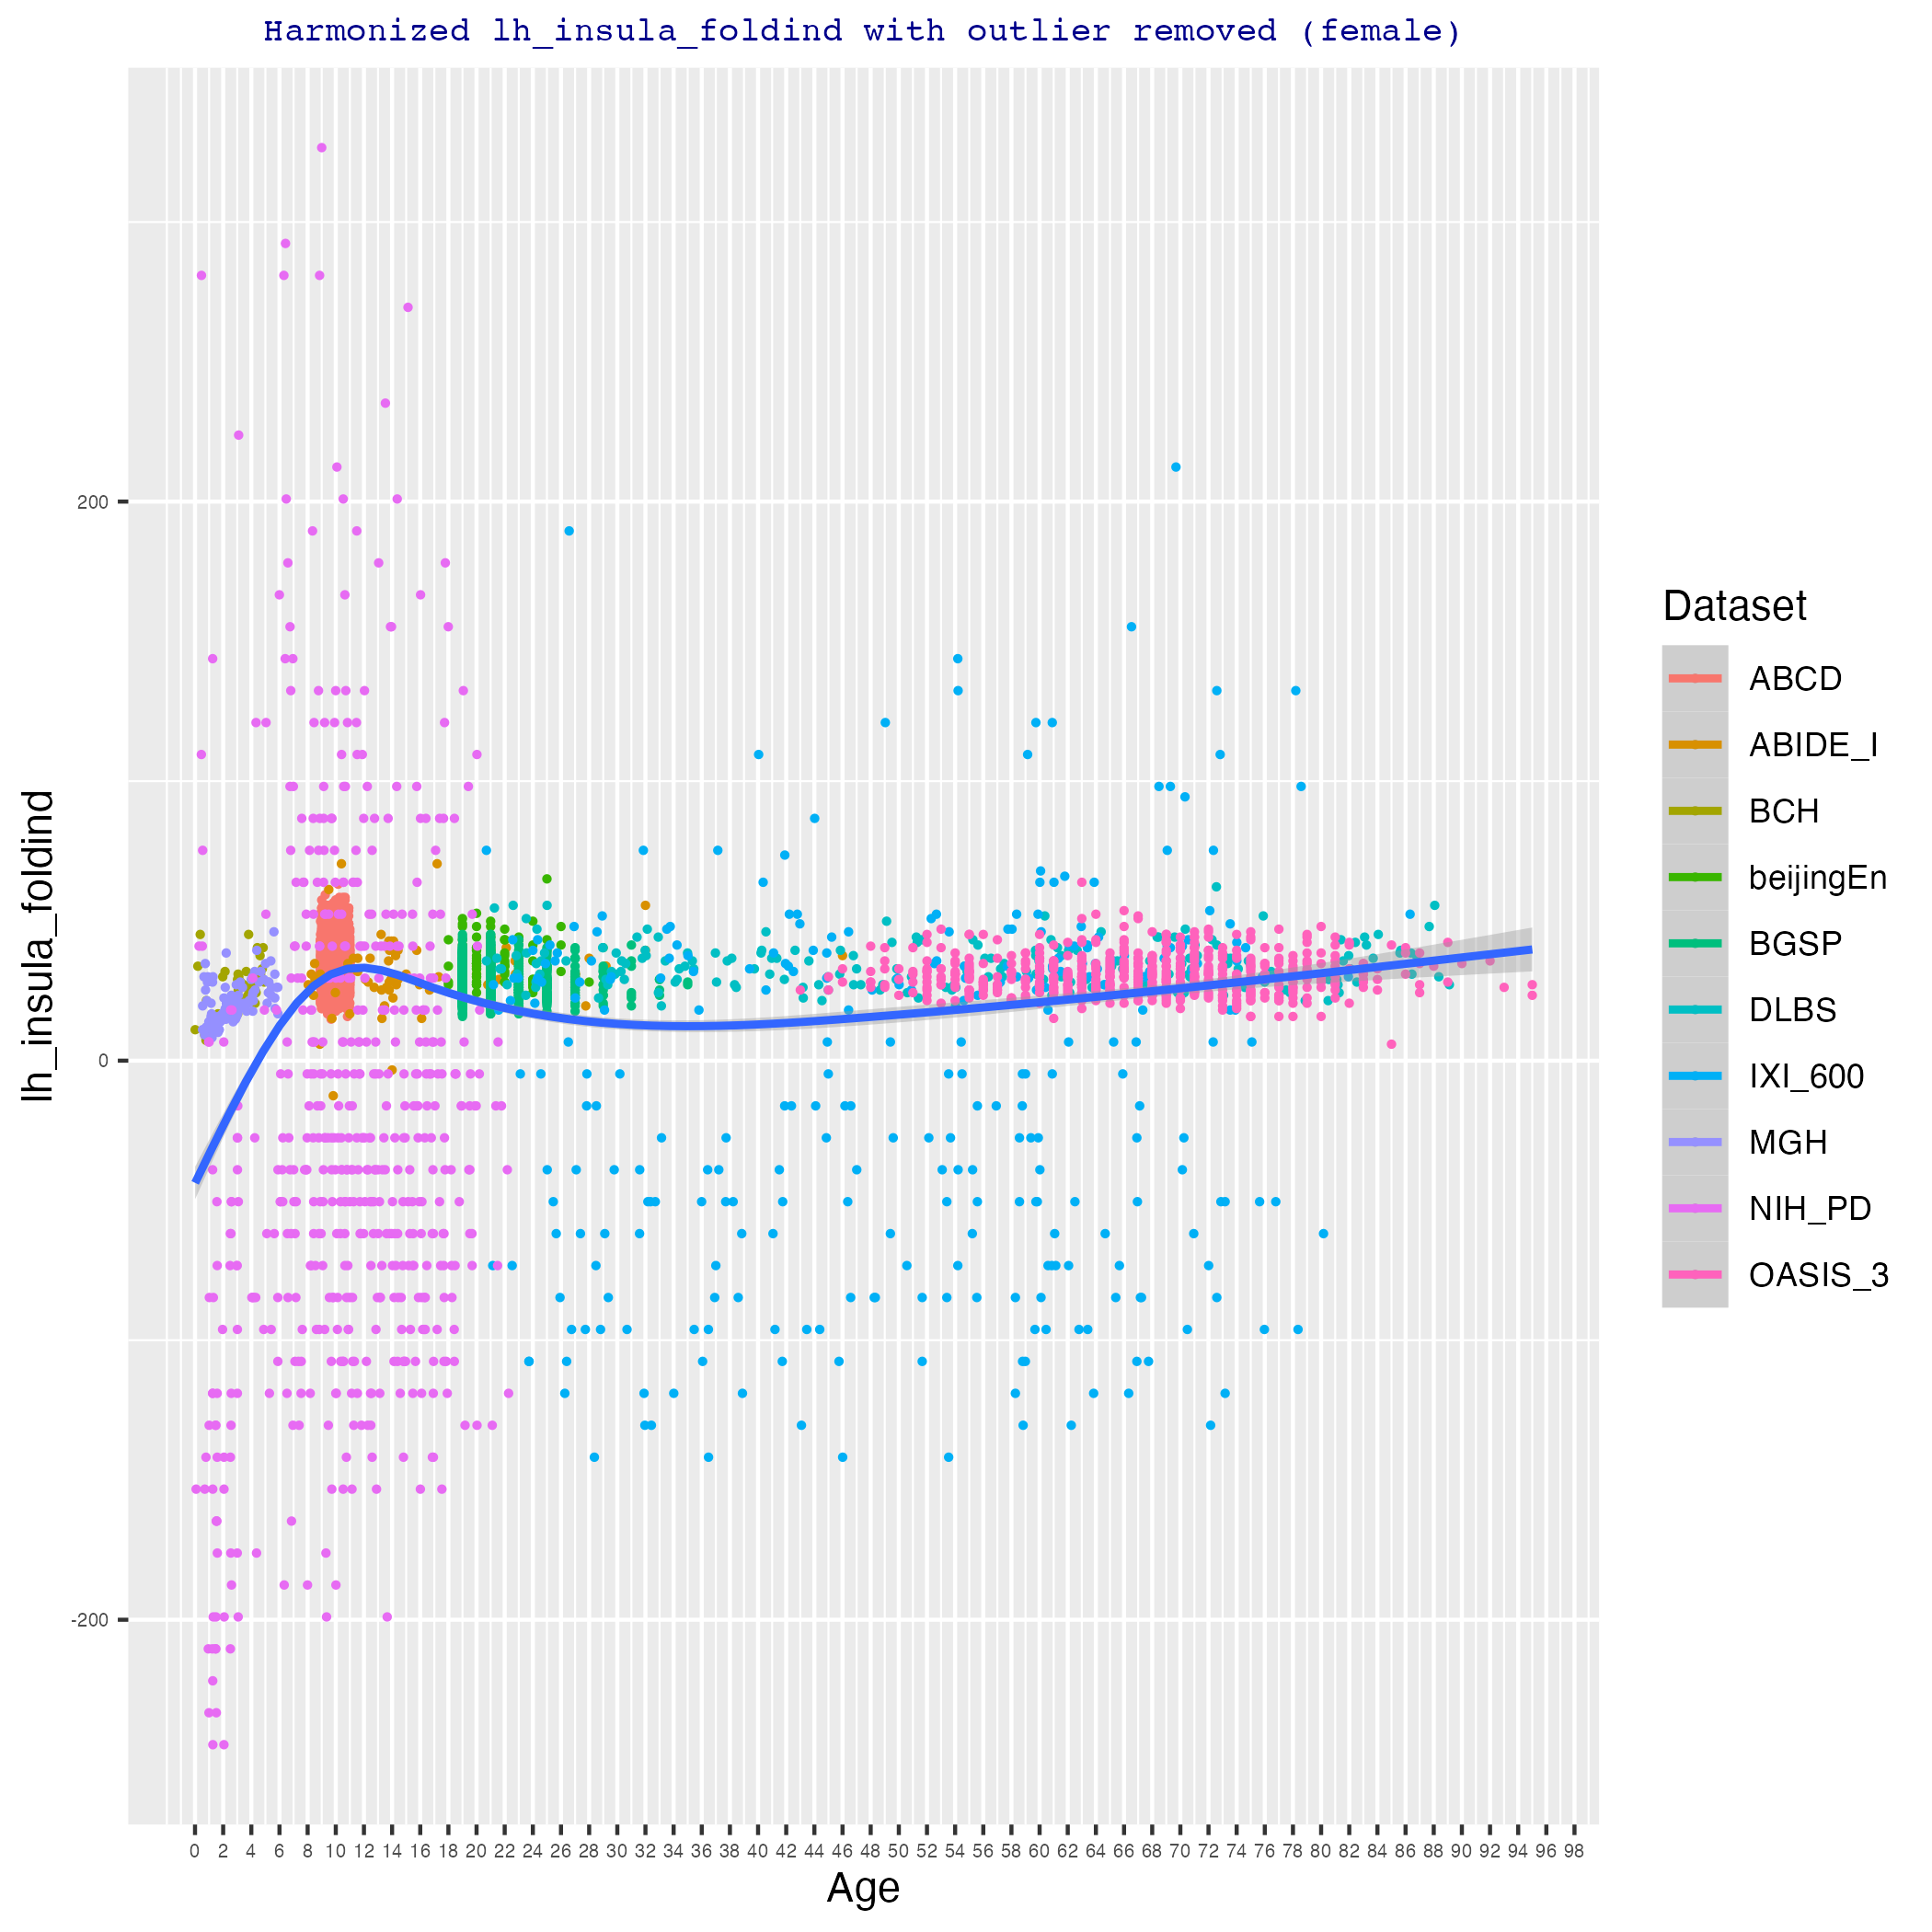 Harmonized lh_insula_foldind with outlier removed (female)
lh_insula_foldind
200
0
-200
0 2 4 6 8 10 12 14 16 18 20 22 24 26 28 30 32 34 36 38 40 42 44 46 48 50 52 54 56 58 60 62 64 66 68 70 72 74 76 78 80 82 84 86 88 90 92 94 96 98
Age
Dataset
ABCD
ABIDE_I
BCH
beijingEn
BGSP
DLBS
IXI_600
MGH
NIH_PD
OASIS_3